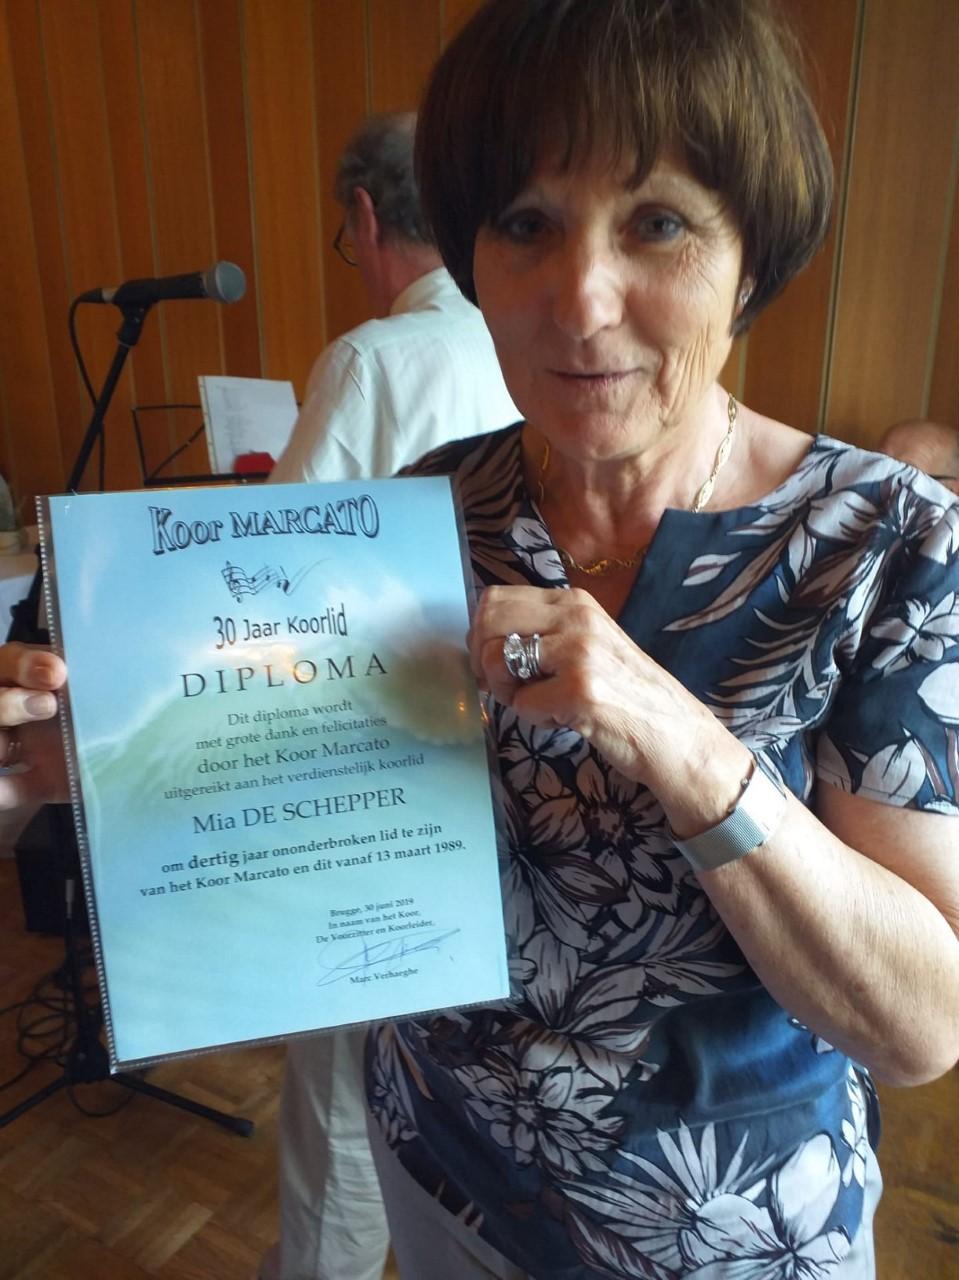 Koor MARCATO
30 Jaar Koorlid
DIPLOMA
Dit diploma wordt
met grote dank en felicitaties
door het Koor Marcato
uitgereikt aan het verdienstelijk koorlid
Mia DE SCHEPPER
om dertig jaar ononderbroken lid te zijn
van het Koor Marcato en dit vanaf 13 maart 1989.
Brugge, 30 juni 2019
In naam van het Koor,
De Voorzitter en Koorleider,
Marc Verhaeghe